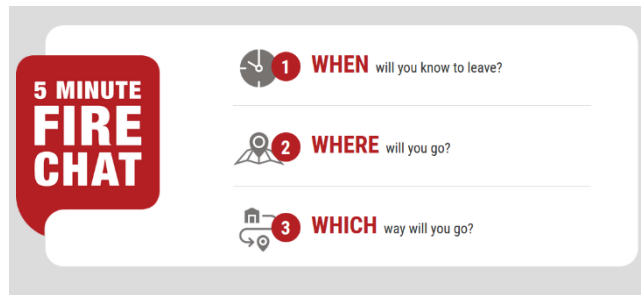 5 MINUTE
FIRE
CHAT
1 WHEN will you know to leave?
2 WHERE will you go?
3 WHICH way will you go?